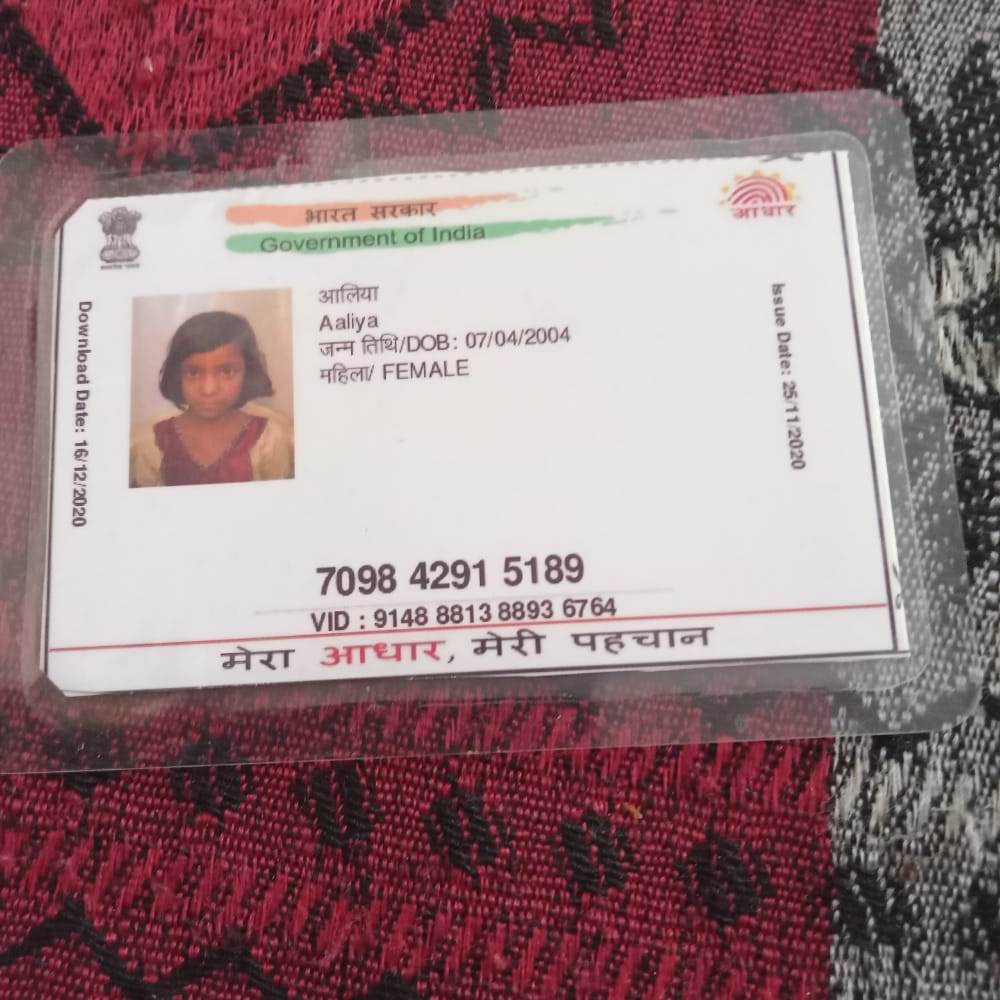 भारत सरकार
Government of India
आधार
आलिया
Aaliya
जन्म तिथि/DOB: 07/04/2004
महिला/ FEMALE
Download Date: 16/12/2020
Issue Date: 25/11/2020
7098 4291 5189
VID : 9148 8813 8893 6764
मेरा आधार, मेरी पहचान